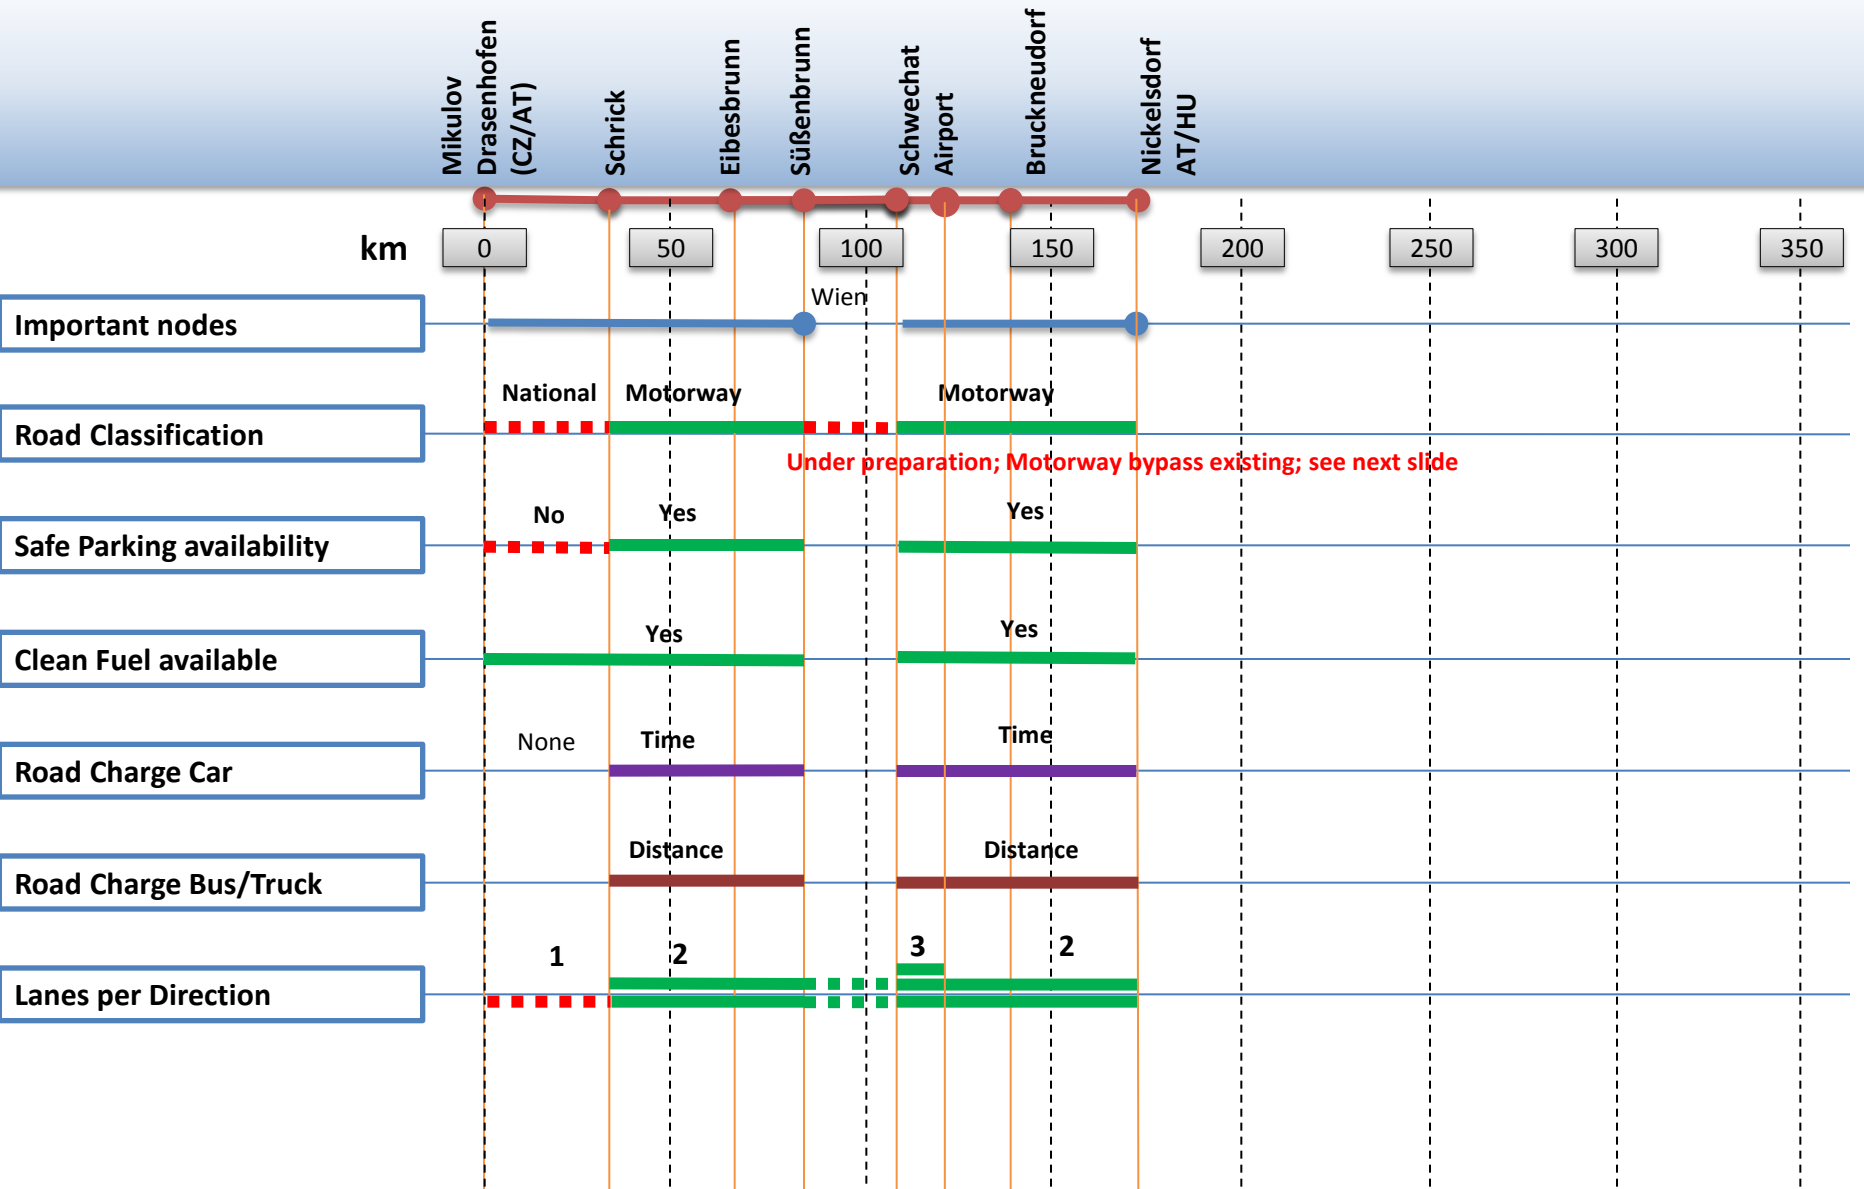 Mikulov
Drasenhofen
(CZ/AT)
Schrick
Eibesbrunn
Süßenbrunn
Schwechat
Airport
Bruckneudorf
Nickelsdorf
AT/HU
km
0
50
100
150
200
250
300
350
Important nodes
Wien
Road Classification
National
Motorway
Motorway
Under preparation; Motorway bypass existing; see next slide
Safe Parking availability
No
Yes
Yes
Clean Fuel available
Yes
Yes
Road Charge Car
None
Time
Time
Road Charge Bus/Truck
Distance
Distance
Lanes per Direction
1
2
3
2